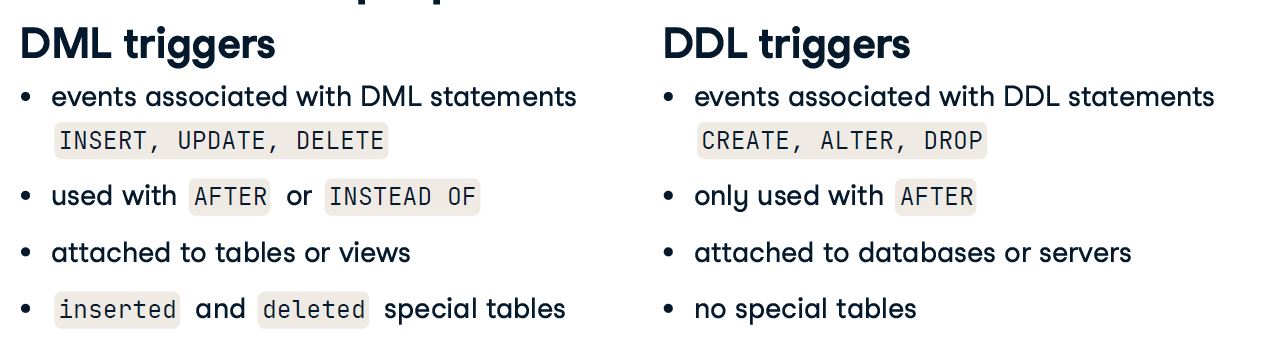 DML triggers
• events associated with DML statements
INSERT, UPDATE, DELETE
• used with AFTER or INSTEAD OF
• attached to tables or views
• inserted and deleted special tables
DDL triggers
• events associated with DDL statements
CREATE, ALTER, DROP
• only used with AFTER
• attached to databases or servers
• no special tables